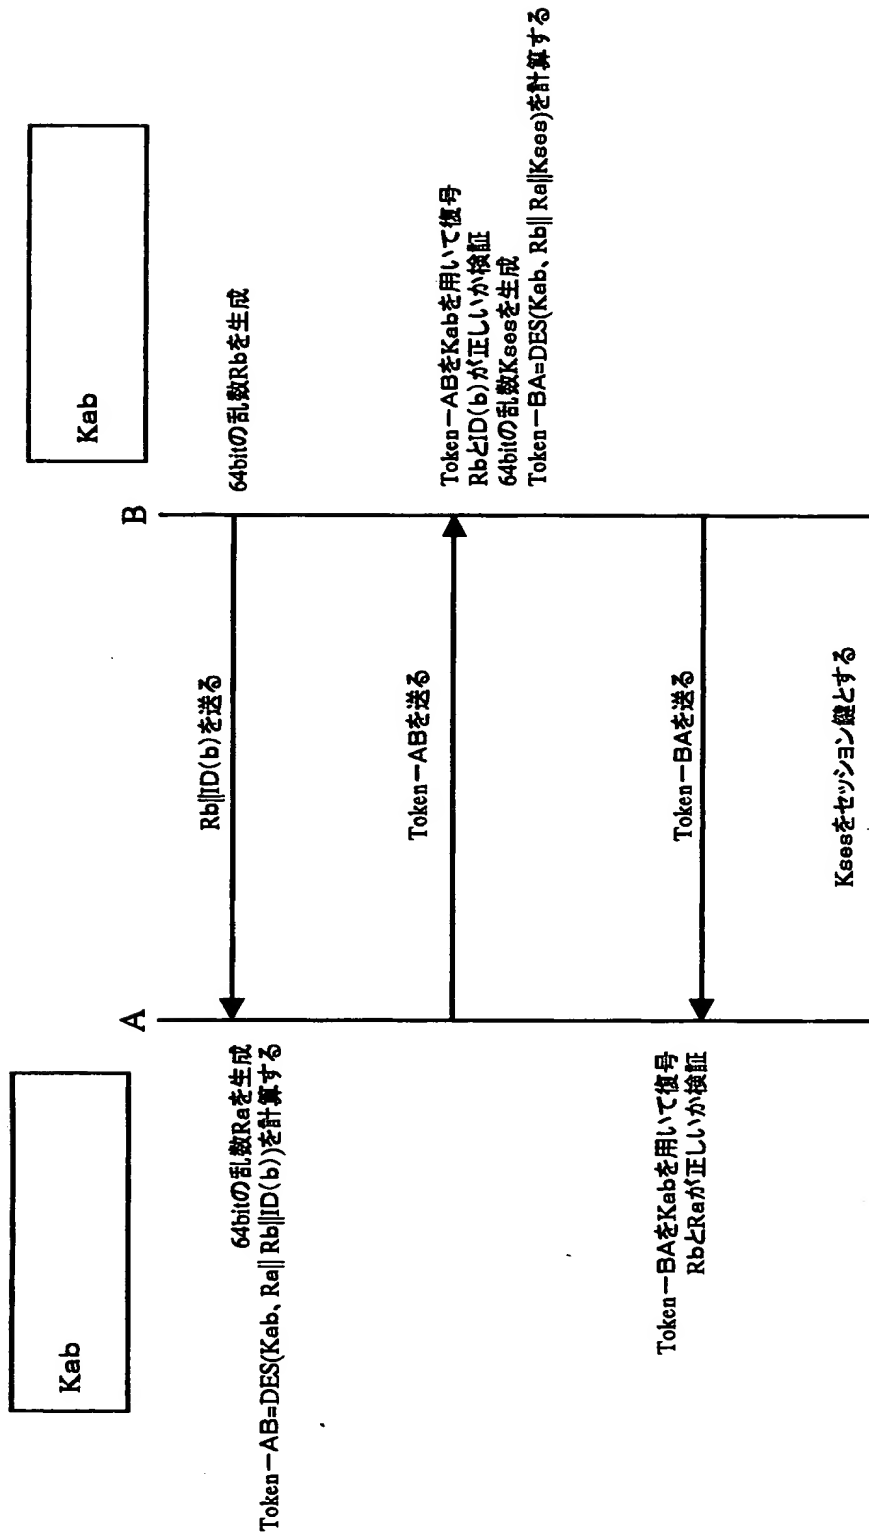 Kab
Kab
A
B
64bitの乱数Rbを生成
Rb||ID(b)を送る
64bitの乱数Raを生成
Token－AB=DES(Kab、Ra|| Rb||ID(b))を計算する
Token－ABを送る
Token－ABをKabを用いて復号
RbとID(b)が正しいか検証
64bitの乱数Ksesを生成
Token－BA=DES(Kab、Rb|| Ra||Kses)を計算する
Token－BAを送る
Token－BAをKabを用いて復号
RbとRaが正しいか検証
Ksesをセッション鍵とする